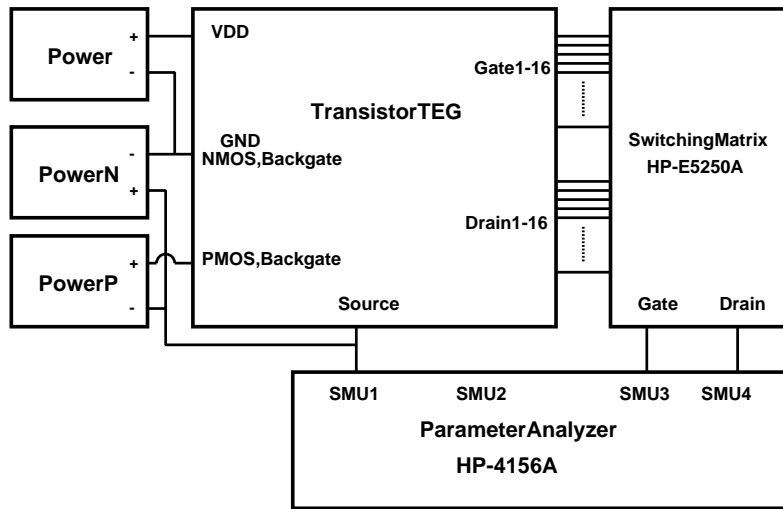 Power
+
-
PowerN
-
+
PowerP
+
-
VDD
GND
NMOS,Backgate
PMOS,Backgate
TransistorTEG
Gate1-16
Drain1-16
Source
SwitchingMatrix
HP-E5250A
Gate Drain
SMU1 SMU2 SMU3 SMU4
ParameterAnalyzer
HP-4156A